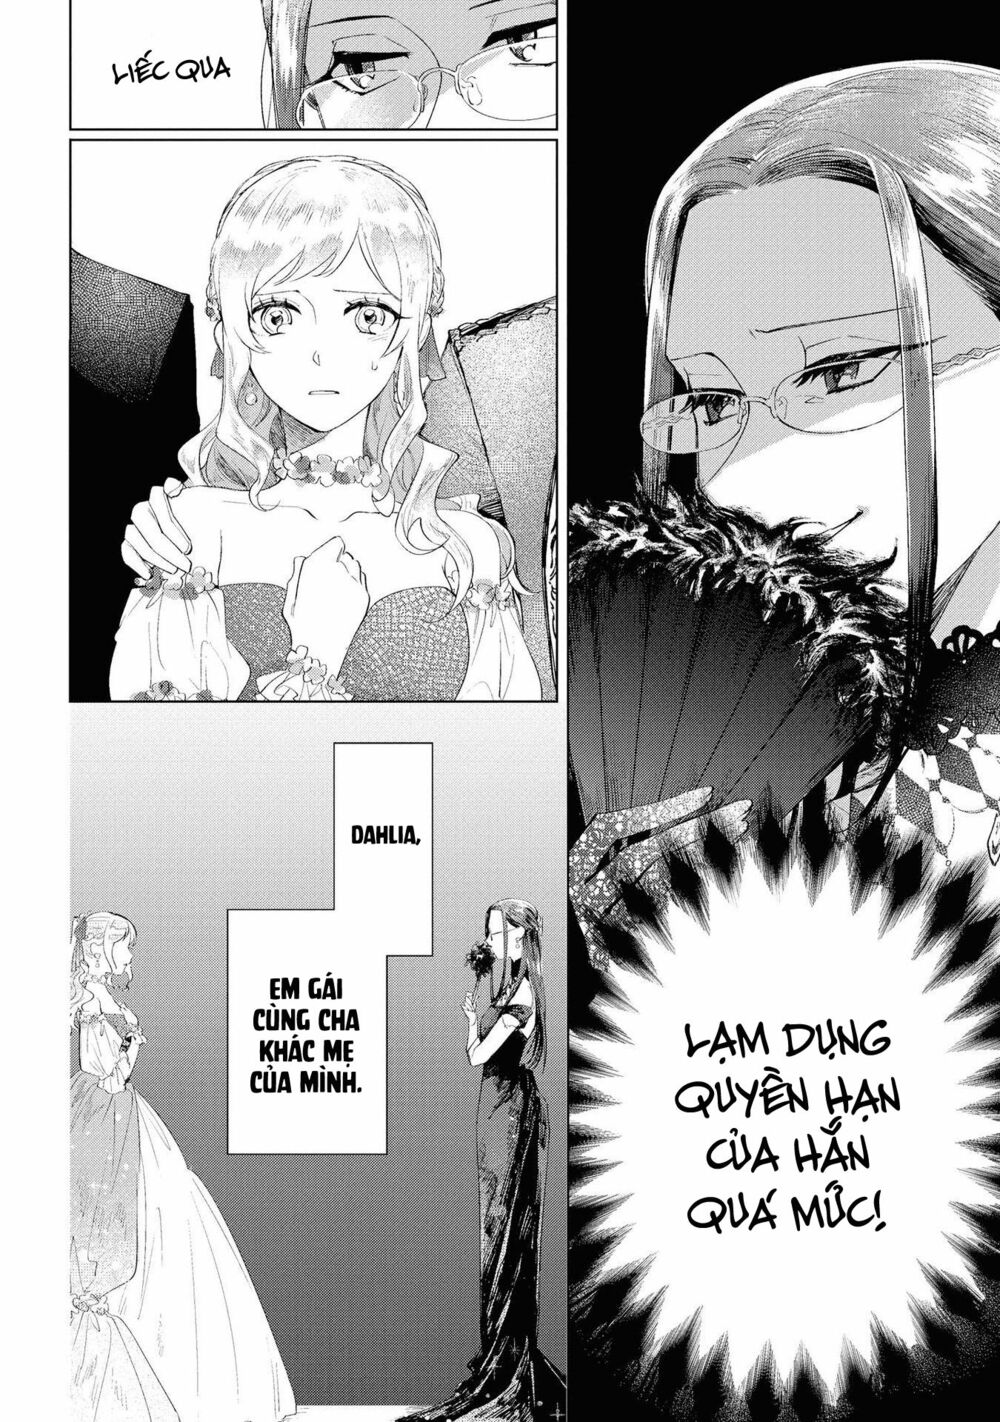 LẠM DỤNG
QUYỀN HẠN
CỦA HẮN
QUÁ MỨC!
LIẾC QUA
DAHLIA,
EM GÁI
CÙNG CHA
KHÁC MẸ
CỦA MÌNH.